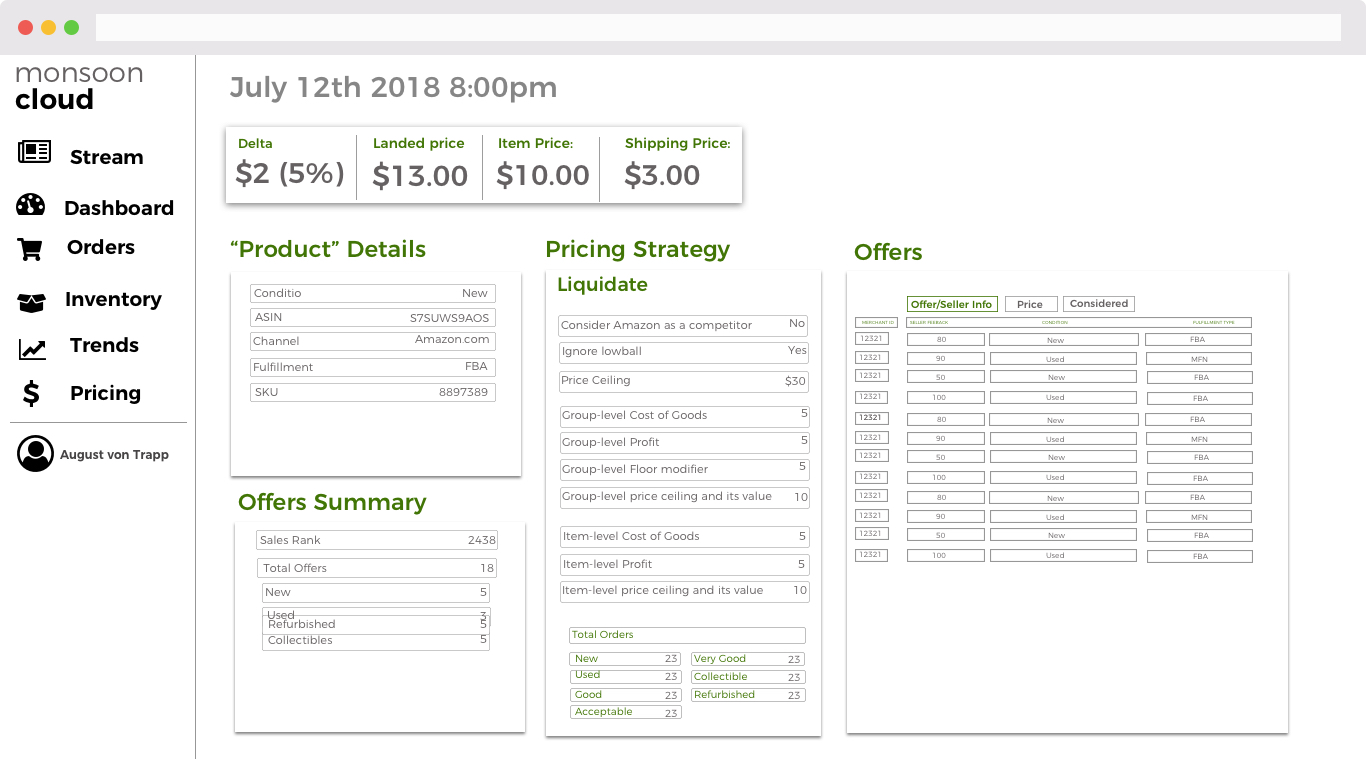 monsoon
cloud
Stream
Dashboard
Orders
Inventory
Trends
Pricing
August von Trapp
July 12th 2018 8:00pm
Delta
$2 (5%)
Landed price
$13.00
Item Price:
$10.00
Shipping Price:
$3.00
“Product” Details
Conditio New
ASIN S7SUWS9AOS
Channel Amazon.com
Fulfillment FBA
SKU 8897389
Offers Summary
Sales Rank 2438
Total Offers 18
New 5
Used 3
Refurbished 5
Collectibles 5
Pricing Strategy
Liquidate
Consider Amazon as a competitor No
Ignore lowball Yes
Price Ceiling $30
Group-level Cost of Goods 5
Group-level Profit 5
Group-level Floor modifier 5
Group-level price ceiling and its value 10
Item-level Cost of Goods 5
Item-level Profit 5
Item-level price ceiling and its value 10
Total Orders
New 23 Very Good 23
Used 23 Collectible 23
Good 23 Refurbished 23
Acceptable 23
Offers
Offer/Seller Info Price Considered
MERCHANT ID SELLER FEEBACK CONDITION FULFILLMENT TYPE
12321 80 New FBA
12321 90 Used MFN
12321 50 New FBA
12321 100 Used FBA
12321 80 New FBA
12321 90 Used MFN
12321 50 New FBA
12321 100 Used FBA
12321 80 New FBA
12321 90 Used MFN
12321 50 New FBA
12321 100 Used FBA